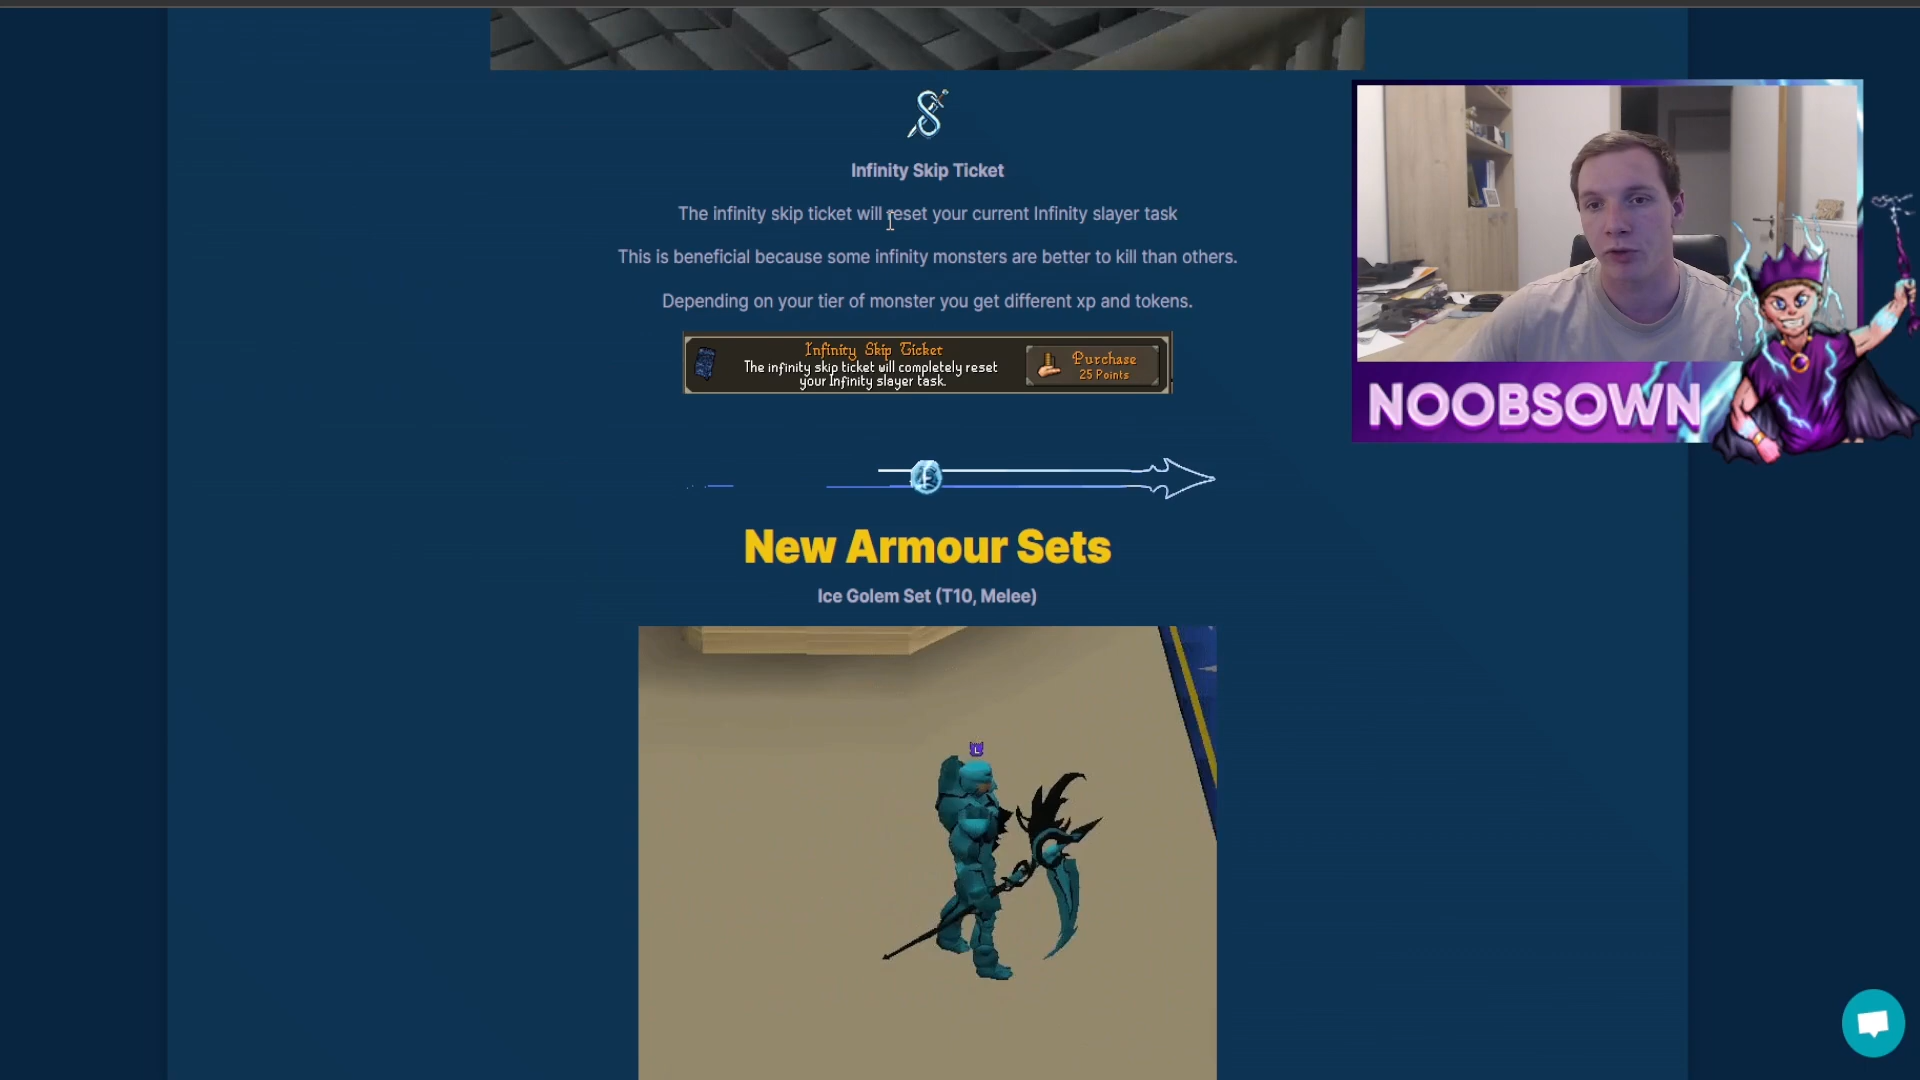 Infinity Skip Ticket
The infinity skip ticket will reset your current Infinity slayer task
This is beneficial because some infinity monsters are better to kill than others.
Depending on your tier of monster you get different xp and tokens.
Infinity Skip Ticket
The infinity skip ticket will completely reset
your Infinity slayer task.
Purchase
25 Points
NOOBSOWN
New Armour Sets
Ice Golem Set (T10, Melee)
L